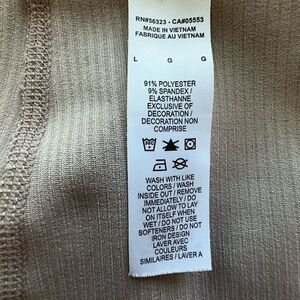 RN#56323 - CA#05553
MADE IN VIETNAM
FABRIQUE AU VIETNAM
L G G
91% POLYESTER
9% SPANDEX /
ELASTHANNE
EXCLUSIVE OF
DECORATION /
DECORATION NON
COMPRISE
WASH WITH LIKE
COLORS / WASH
INSIDE OUT / REMOVE
IMMEDIATELY / DO
NOT ALLOW TO LAY
ON ITSELF WHEN
WET / DO NOT USE
SOFTENERS / DO NOT
IRON DESIGN
LAVER AVEC
COULEURS
SIMILAIRES / LAVER A